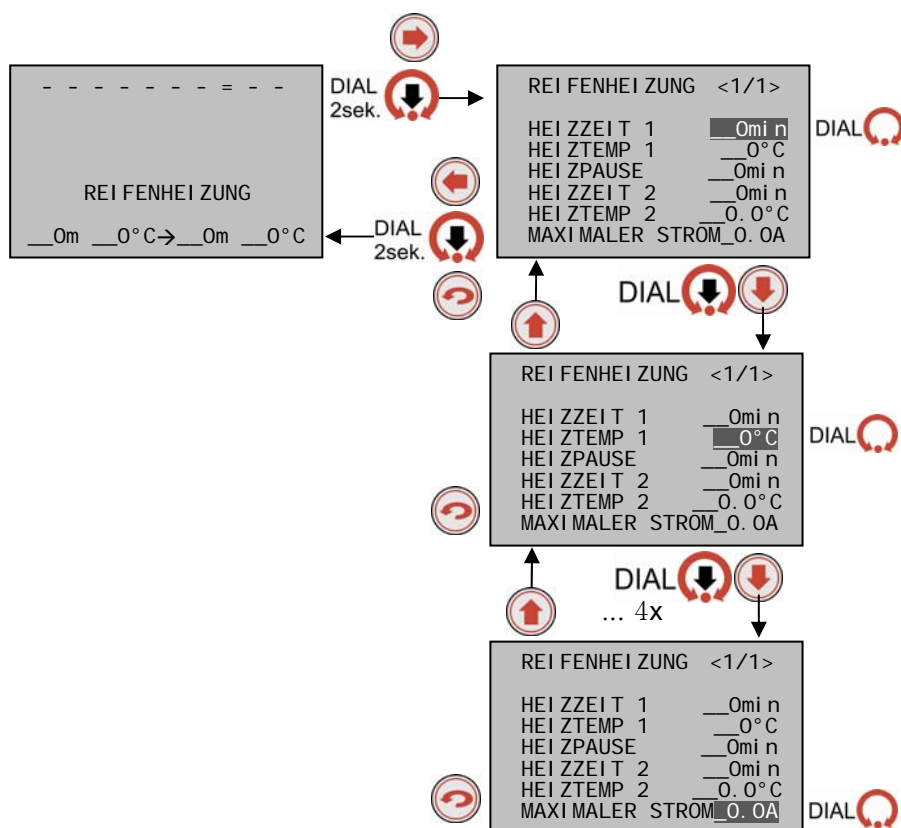 - - - - - - - = - -
REIFENHEIZUNG
__0m __0°C→__0m __0°C
DIAL
2sek.
DIAL
2sek.
REIFENHEIZUNG <1/1>
HEIZZEIT 1 __0min
HEIZTEMP 1 __0°C
HEIZPAUSE __0min
HEIZZEIT 2 __0min
HEIZTEMP 2 __0.0°C
MAXIMALER STROM_0.0A
DIAL
DIAL
REIFENHEIZUNG <1/1>
HEIZZEIT 1 __0min
HEIZTEMP 1 __0°C
HEIZPAUSE __0min
HEIZZEIT 2 __0min
HEIZTEMP 2 __0.0°C
MAXIMALER STROM_0.0A
DIAL
DIAL
... 4x
REIFENHEIZUNG <1/1>
HEIZZEIT 1 __0min
HEIZTEMP 1 __0°C
HEIZPAUSE __0min
HEIZZEIT 2 __0min
HEIZTEMP 2 __0.0°C
MAXIMALER STROM_0.0A
DIAL